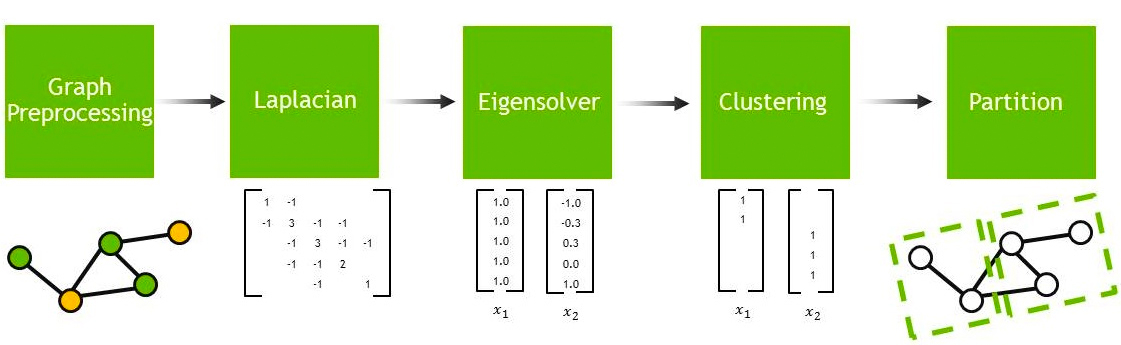 Graph
Preprocessing
Laplacian
Eigensolver
Clustering
Partition
1 -1
-1 3 -1 -1
-1 3 -1 -1
-1 -1 2
-1 1
1.0 -1.0
1.0 -0.3
1.0 0.3
1.0 0.0
1.0 1.0
x₁ x₂
1
1
1
1
1
x₁ x₂